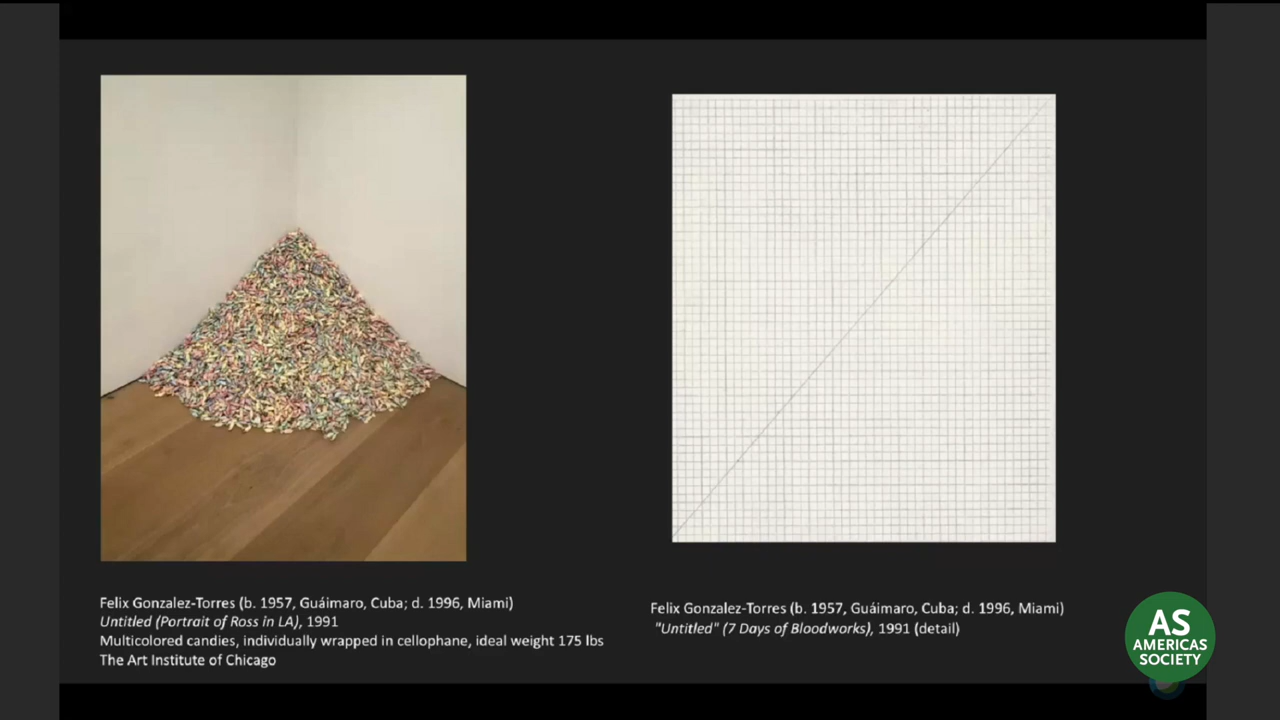 Felix Gonzalez-Torres (b. 1957, Guáimaro, Cuba; d. 1996, Miami)
Untitled (Portrait of Ross in LA), 1991
Multicolored candies, individually wrapped in cellophane, ideal weight 175 lbs
The Art Institute of Chicago
Felix Gonzalez-Torres (b. 1957, Guáimaro, Cuba; d. 1996, Miami)
"Untitled" (7 Days of Bloodworks), 1991 (detail)
AS
AMERICAS
SOCIETY